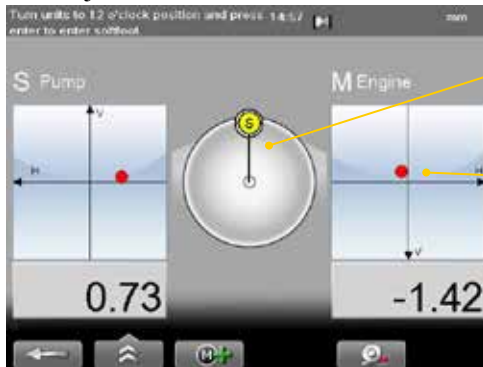 Turn units to 12 o'clock position and press 14:57 mm
enter to enter softfoot
S Pump
M Engine
S
V
H
H
V
0.73
-1.42
M